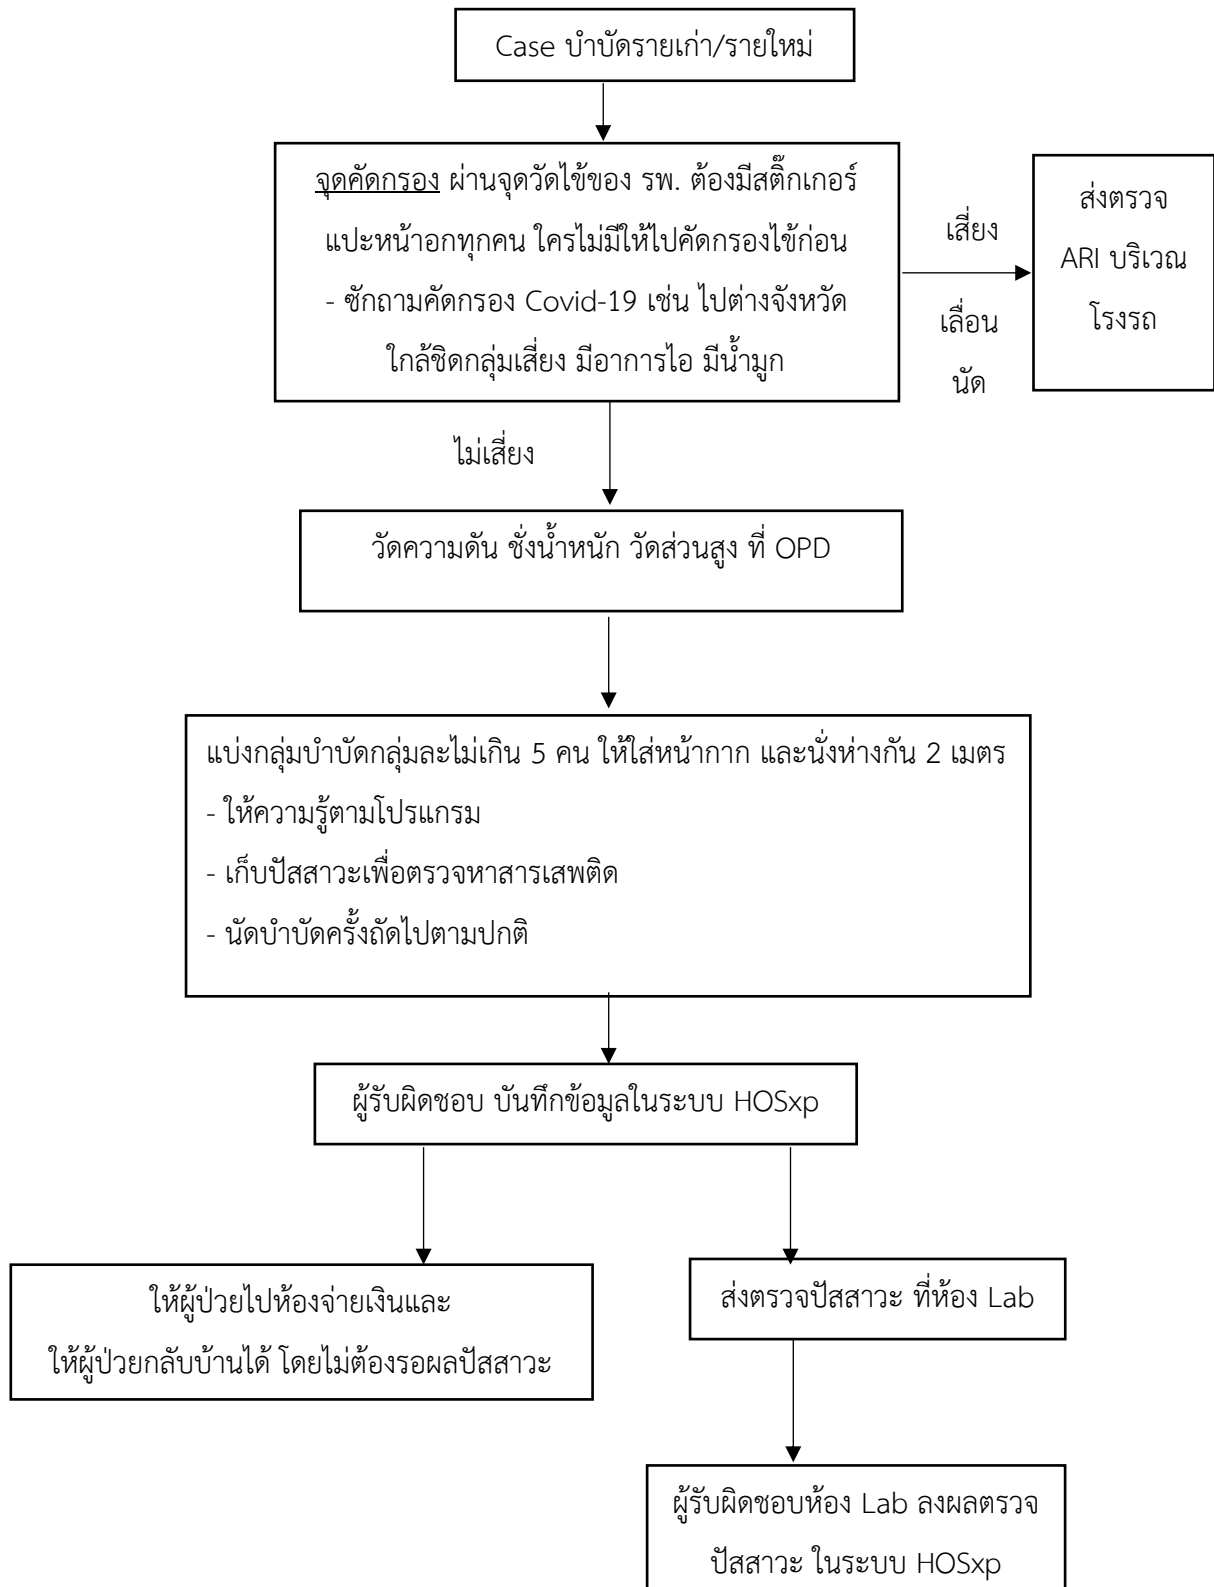 Case บำบัดรายเก่า/รายใหม่
จุดคัดกรอง ผ่านจุดวัดไข้ของ รพ. ต้องมีสติ๊กเกอร์
แปะหน้าอกทุกคน ใครไม่มีให้ไปคัดกรองไข้ก่อน
- ซักถามคัดกรอง Covid-19 เช่น ไปต่างจังหวัด
ใกล้ชิดกลุ่มเสี่ยง มีอาการไอ มีน้ำมูก
เสี่ยง
เลื่อน
นัด
ส่งตรวจ
ARI บริเวณ
โรงรถ
ไม่เสี่ยง
วัดความดัน ชั่งน้ำหนัก วัดส่วนสูง ที่ OPD
แบ่งกลุ่มบำบัดกลุ่มละไม่เกิน 5 คน ให้ใส่หน้ากาก และนั่งห่างกัน 2 เมตร
- ให้ความรู้ตามโปรแกรม
- เก็บปัสสาวะเพื่อตรวจหาสารเสพติด
- นัดบำบัดครั้งถัดไปตามปกติ
ผู้รับผิดชอบ บันทึกข้อมูลในระบบ HOSxp
ให้ผู้ป่วยไปห้องจ่ายเงินและ
ให้ผู้ป่วยกลับบ้านได้ โดยไม่ต้องรอผลปัสสาวะ
ส่งตรวจปัสสาวะ ที่ห้อง Lab
ผู้รับผิดชอบห้อง Lab ลงผลตรวจ
ปัสสาวะ ในระบบ HOSxp